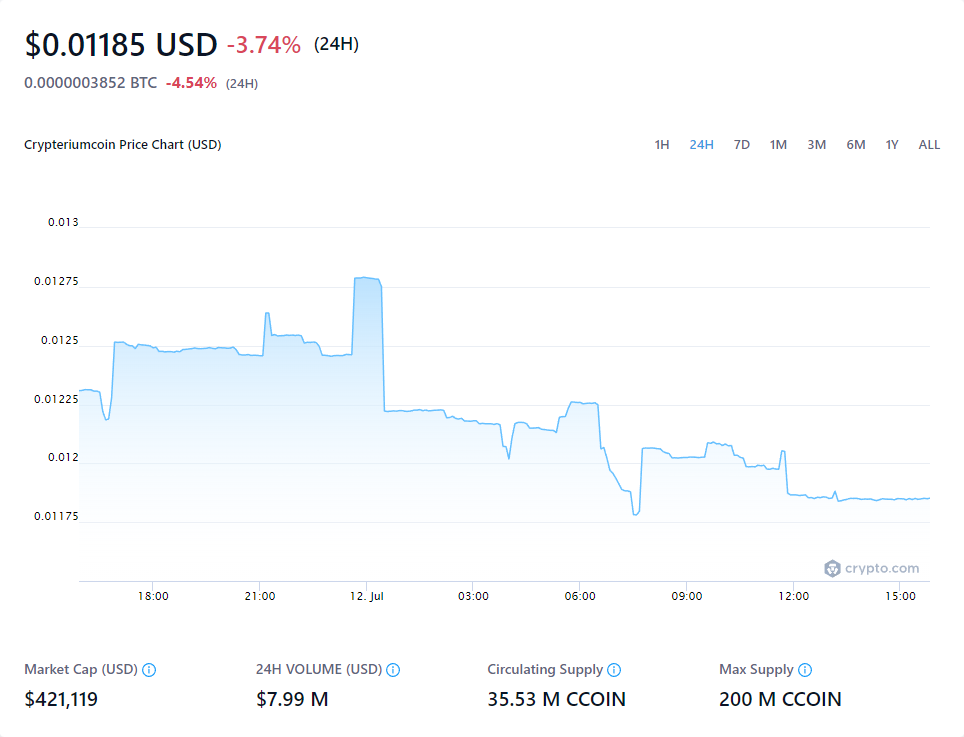 $0.01185 USD -3.74% (24H)
0.0000003852 BTC -4.54% (24H)
Crypteriumcoin Price Chart (USD) 1H 24H 7D 1M 3M 6M 1Y ALL
0.013
0.01275
0.0125
0.01225
0.012
0.01175
crypto.com
18:00 21:00 12. Jul 03:00 06:00 09:00 12:00 15:00
Market Cap (USD) 24H VOLUME (USD) Circulating Supply Max Supply
$421,119 $7.99 M 35.53 M CCOIN 200 M CCOIN